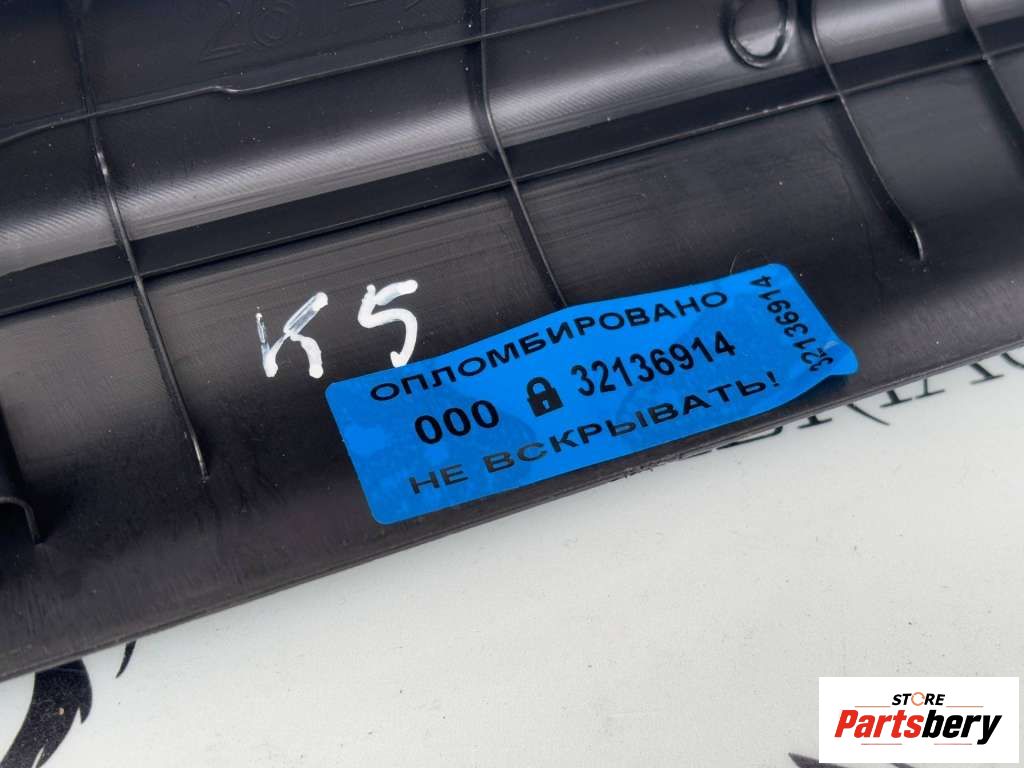 K5
ОПЛОМБИРОВАНО
000 32136914
НЕ ВСКРЫВАТЬ!
32136914
STORE
Partsbery